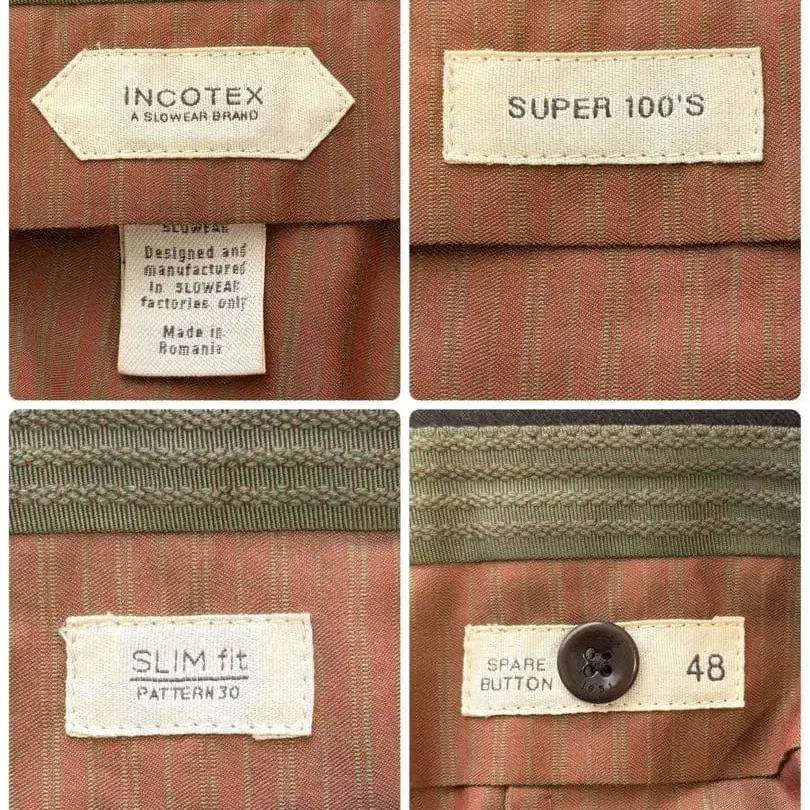 INCOTEX
A SLOWEAR BRAND
SLOWEAR
Designed and
manufactured
in SLOWEAR
factories only
Made in
Romania
SUPER 100'S
SLIM fit
PATTERN 30
SPARE
BUTTON
1951
48